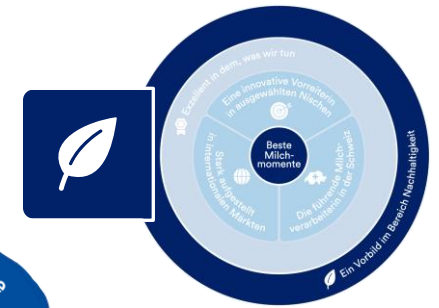 Exzellent in dem, was wir tun
Eine innovative Vorreiterin
in ausgewählten Nischen
Beste
Milch-
momente
Stark aufgestellt
in internationalen Märkten
Die führende Milch-
verarbeiterin in der Schweiz
Ein Vorbild im Bereich Nachhaltigkeit